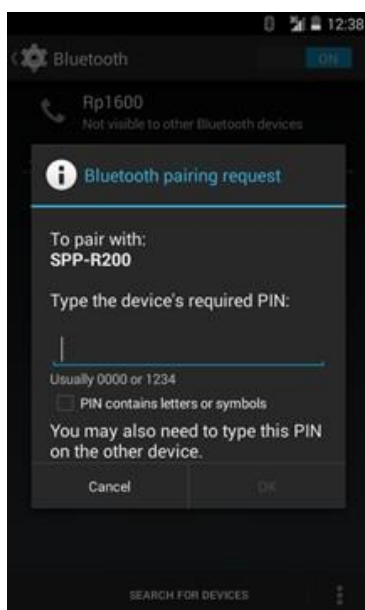 12:38
Bluetooth
ON
Rp1600
Not visible to other Bluetooth devices
Bluetooth pairing request
To pair with:
SPP-R200
Type the device's required PIN:
Usually 0000 or 1234
PIN contains letters or symbols
You may also need to type this PIN
on the other device.
Cancel
OK
SEARCH FOR DEVICES